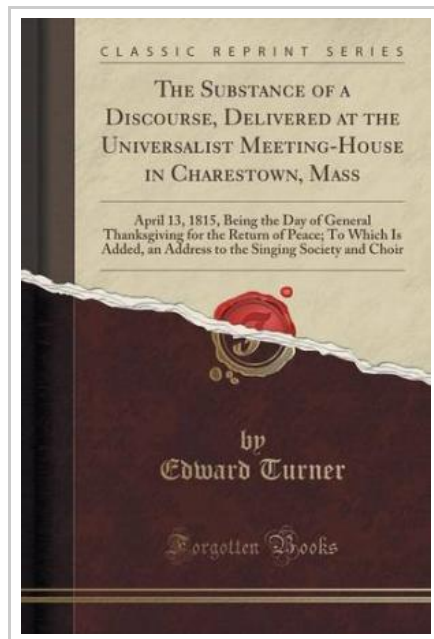 CLASSIC REPRINT SERIES
THE SUBSTANCE OF A
DISCOURSE, DELIVERED AT THE
UNIVERSALIST MEETING-HOUSE
IN CHARESTOWN, MASS
April 13, 1815, Being the Day of General
Thanksgiving for the Return of Peace; To Which Is
Added, an Address to the Singing Society and Choir
by
Edward Turner
Forgotten Books